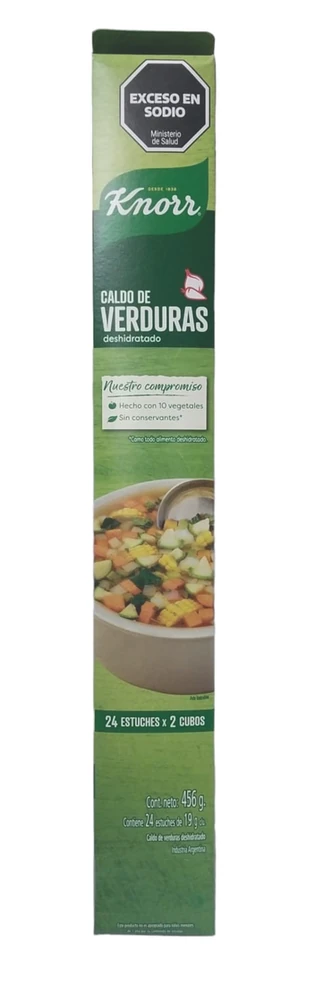 EXCESO EN
SODIO
Ministerio
de Salud
DESDE 1838
Knorr
CALDO DE
VERDURAS
deshidratado
Nuestro compromiso
Hecho con 10 vegetales
Sin conservantes*
*Como todo alimento deshidratado
24 ESTUCHES x 2 CUBOS
Cont. neto: 456 g.
Contiene 24 estuches de 19 g c/u
Caldo de verduras deshidratado
Industria Argentina